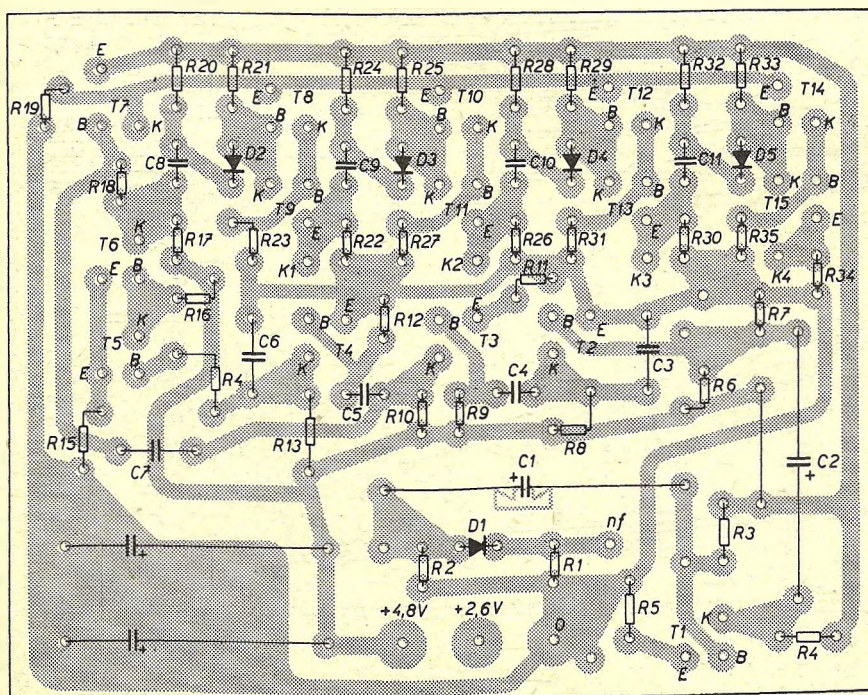 E R20 R21 R24 R25 R28 R29 R32 R33
R19 T7 T8 E T10 E T12 E T14
B K B K B K B K B K
C8 D2 C9 D3 C10 D4 C11 D5
R18 K B K B K B K B
T9 T11 T13 T15
T6 K R17 R23 E R22 R27 E R26 R31 E R30 R35 E
K1 K2 K3 K4 R34
E B R16 R11
K C6 B E R12 B E B E R7
T5 T4 T3 T2 C3
E B R4 K K C4 K R6
C5
R15 R13 R10 R9 R8
C7 C1 C2
+ +
nf R3
D1
R2 R1
+ +4,8V +2,6V R5
0 K
T1 R4
+ E B